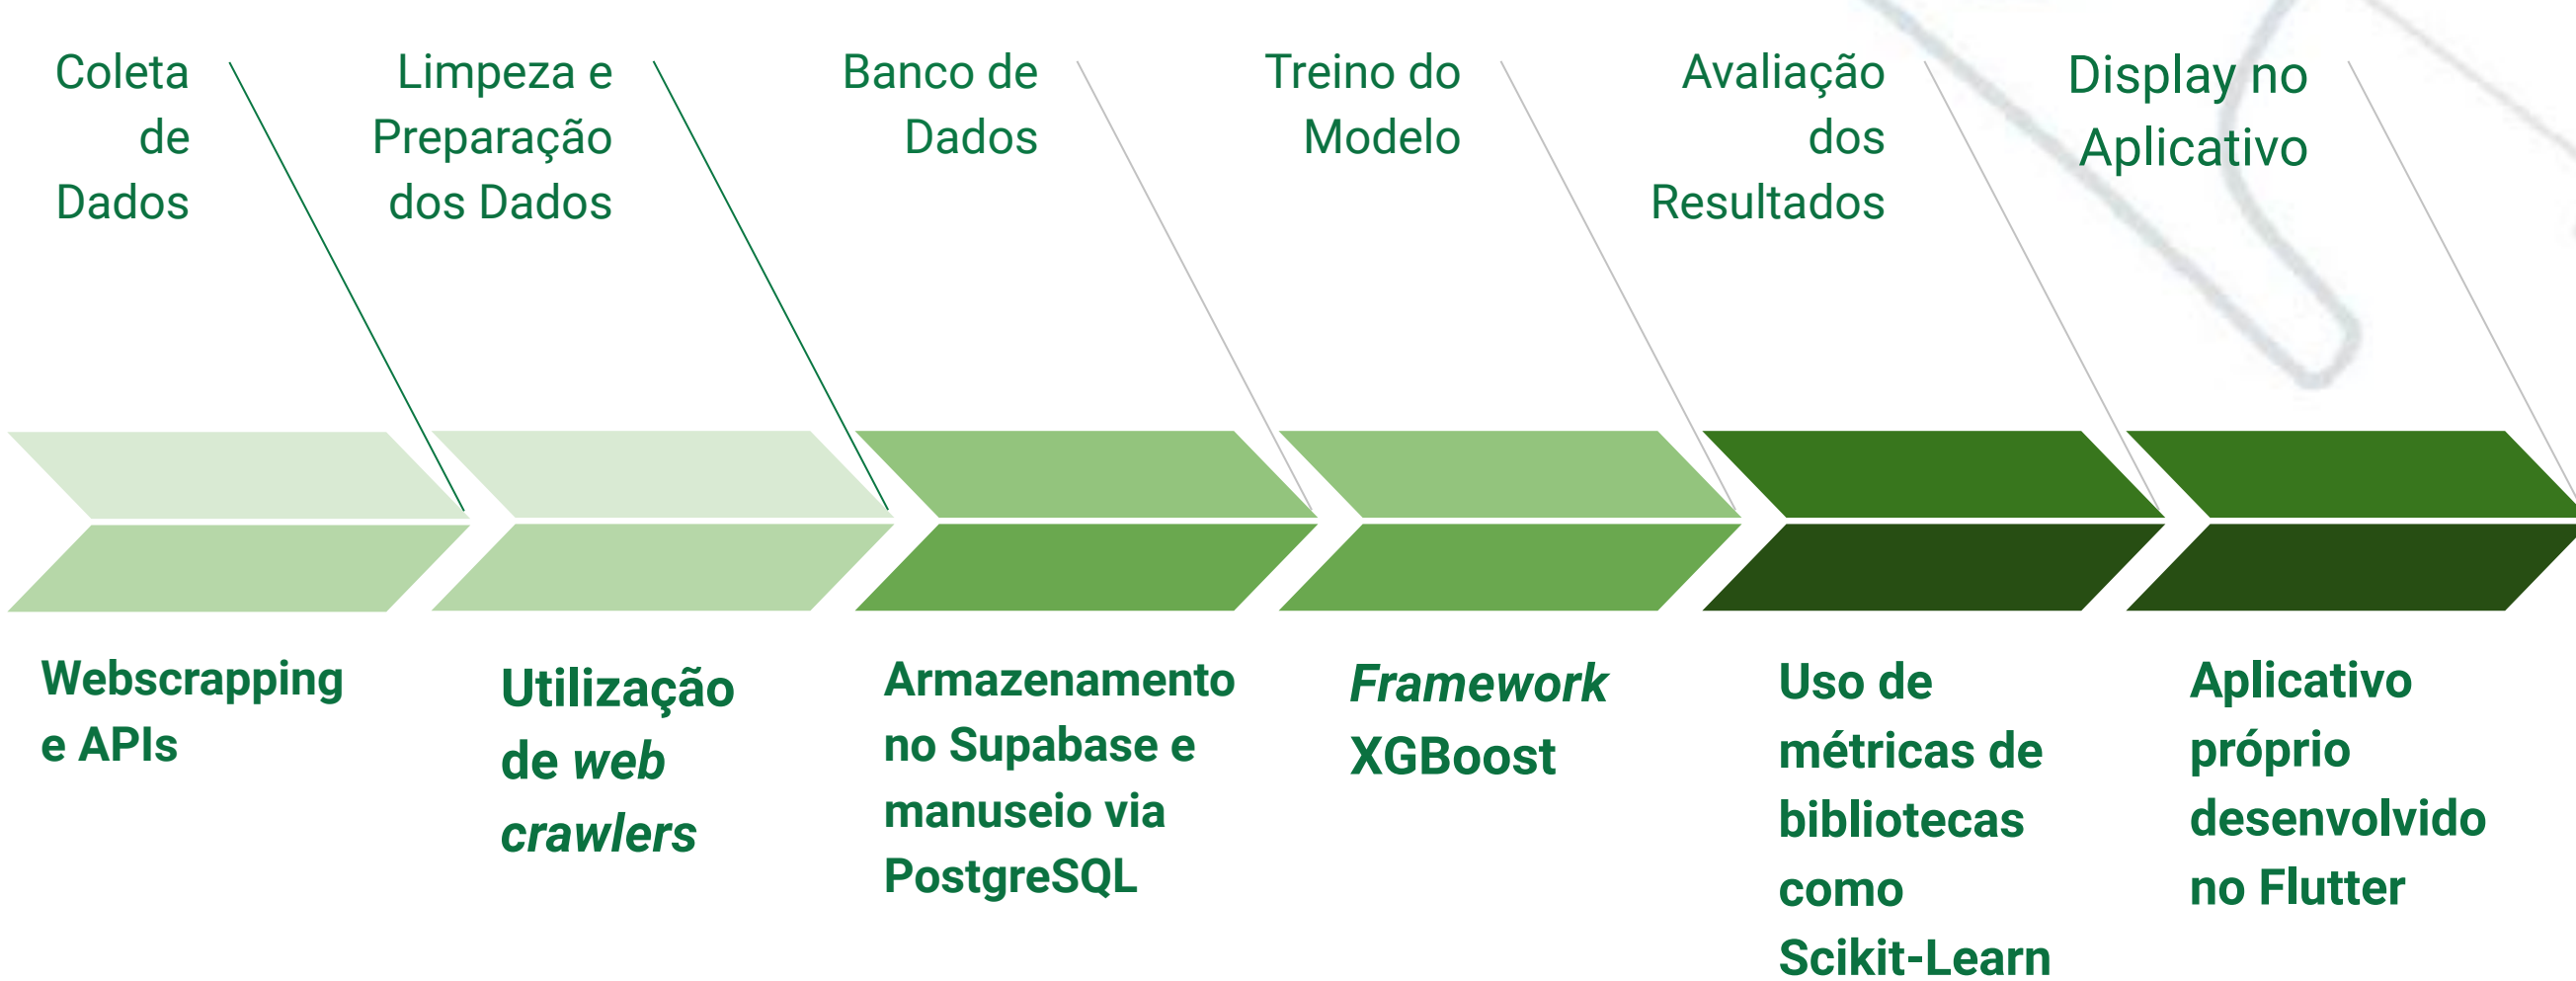 Coleta
de
Dados
Limpeza e
Preparação
dos Dados
Banco de
Dados
Treino do
Modelo
Avaliação
dos
Resultados
Display no
Aplicativo
Webscrapping
e APIs
Utilização
de web
crawlers
Armazenamento
no Supabase e
manuseio via
PostgreSQL
Framework
XGBoost
Uso de
métricas de
bibliotecas
como
Scikit-Learn
Aplicativo
próprio
desenvolvido
no Flutter